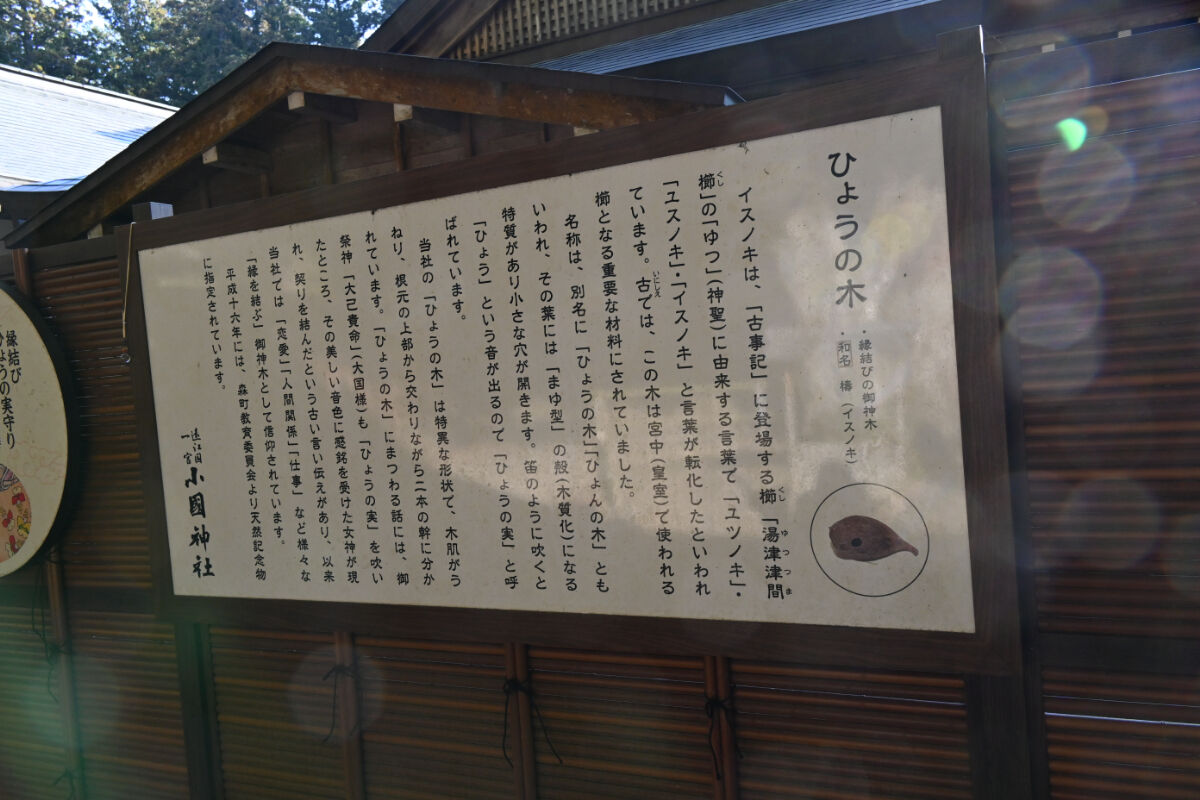 ひょうの木
・縁結びの御神木
・和名 椿(イスノキ)
イスノキは、「古事記」に登場する櫛「湯津津間
櫛」の「ゆつ」(神聖)に由来する言葉で「ユツノキ」・
「ユスノキ」・「イスノキ」と言葉が転化したといわれ
ています。古では、この木は宮中(皇室)で使われる
櫛となる重要な材料にされていました。
名称は、別名に「ひょうの木」「ひょんの木」とも
いわれ、その葉には「まゆ型」の殻(木質化)になる
特質があり小さな穴が開きます。笛のように吹くと
「ひょう」という音が出るので「ひょうの実」と呼
ばれています。
当社の「ひょうの木」は特異な形状で、木肌がう
ねり、根元の上部から交わりながら二本の幹に分か
れています。「ひょうの木」にまつわる話には、御
祭神「大己貴命」(大国様)も「ひょうの実」を吹い
たところ、その美しい音色に感銘を受けた女神が現
れ、契りを結んだという古い言い伝えがあり、以来
当社では「恋愛」「人間関係」「仕事」など様々な
「縁を結ぶ」御神木として信仰されています。
平成十六年には、森町教育委員会より天然記念物
に指定されています。
遠江国
一宮
小國神社
縁結び
ひょうの実守り